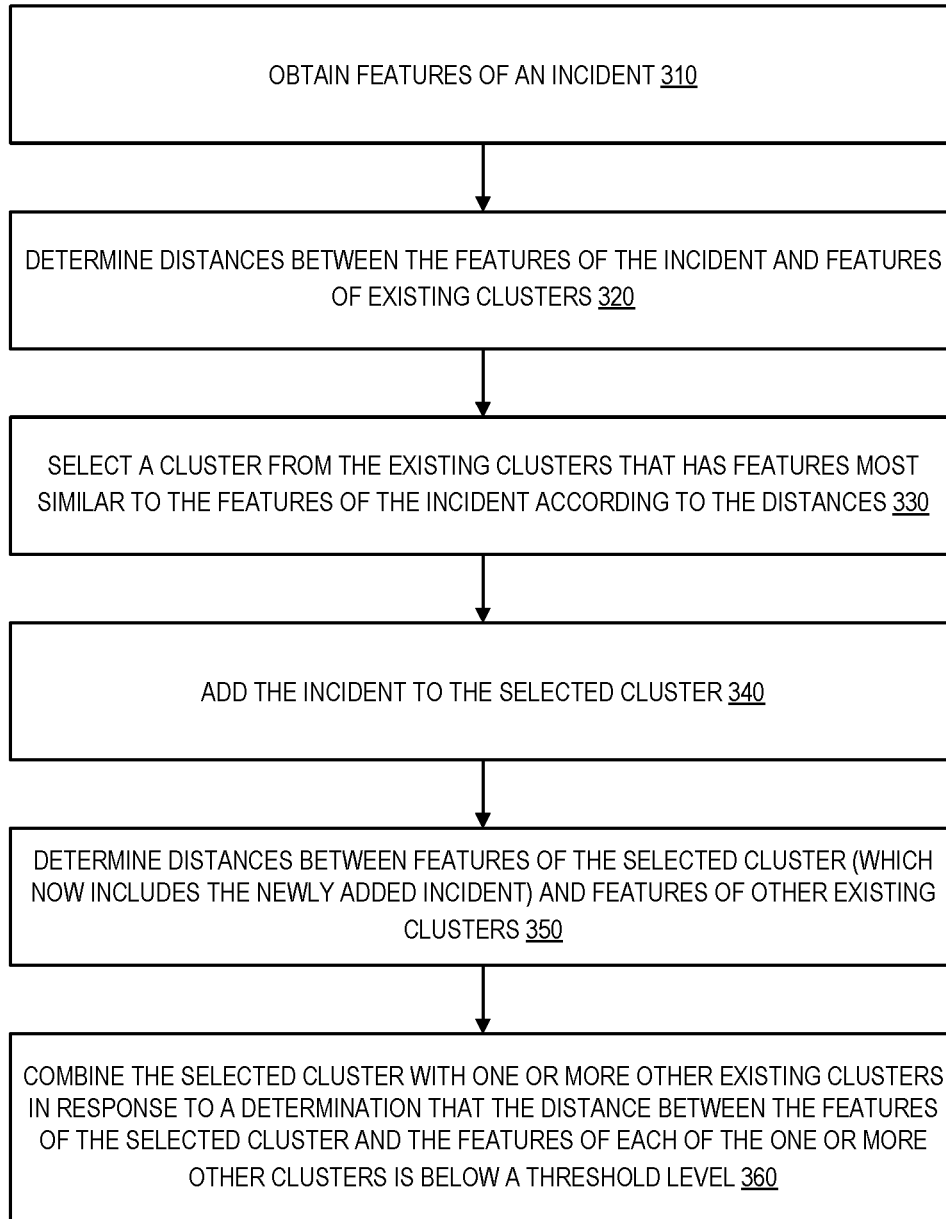 OBTAIN FEATURES OF AN INCIDENT 310
DETERMINE DISTANCES BETWEEN THE FEATURES OF THE INCIDENT AND FEATURES
OF EXISTING CLUSTERS 320
SELECT A CLUSTER FROM THE EXISTING CLUSTERS THAT HAS FEATURES MOST
SIMILAR TO THE FEATURES OF THE INCIDENT ACCORDING TO THE DISTANCES 330
ADD THE INCIDENT TO THE SELECTED CLUSTER 340
DETERMINE DISTANCES BETWEEN FEATURES OF THE SELECTED CLUSTER (WHICH
NOW INCLUDES THE NEWLY ADDED INCIDENT) AND FEATURES OF OTHER EXISTING
CLUSTERS 350
COMBINE THE SELECTED CLUSTER WITH ONE OR MORE OTHER EXISTING CLUSTERS
IN RESPONSE TO A DETERMINATION THAT THE DISTANCE BETWEEN THE FEATURES
OF THE SELECTED CLUSTER AND THE FEATURES OF EACH OF THE ONE OR MORE
OTHER CLUSTERS IS BELOW A THRESHOLD LEVEL 360